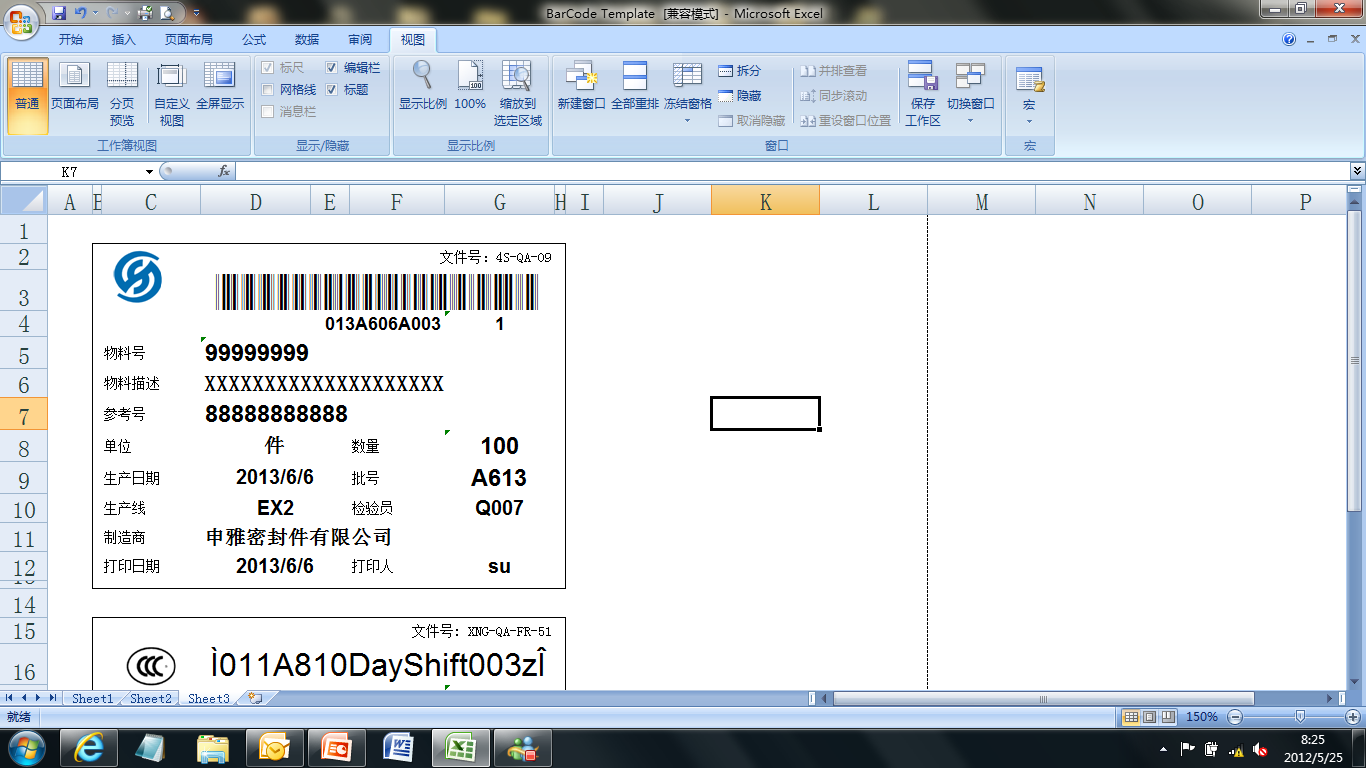 BarCode Template [兼容模式] - Microsoft Excel
开始 插入 页面布局 公式 数据 审阅 视图
普通 页面布局 分页预览 自定义视图 全屏显示
工作簿视图
标尺 编辑栏
网格线 标题
消息栏
显示/隐藏
显示比例 100% 缩放到选定区域
显示比例
新建窗口 全部重排 冻结窗格
拆分 并排查看
隐藏 同步滚动
取消隐藏 重设窗口位置
保存工作区 切换窗口
窗口
宏
宏
K7 fx
A B C D E F G H I J K L M N O P
1
2 文件号: 4S-QA-09
3
4 013A606A003 1
5 物料号 99999999
6 物料描述 XXXXXXXXXXXXXXXXXXXX
7 参考号 88888888888
8 单位 件 数量 100
9 生产日期 2013/6/6 批号 A613
10 生产线 EX2 检验员 Q007
11 制造商 申雅密封件有限公司
12 打印日期 2013/6/6 打印人 su
14
15 文件号: XNG-QA-FR-51
16 CCC Ì011A810DayShift003zÎ
Sheet1 Sheet2 Sheet3
就绪 150%
8:25
2012/5/25